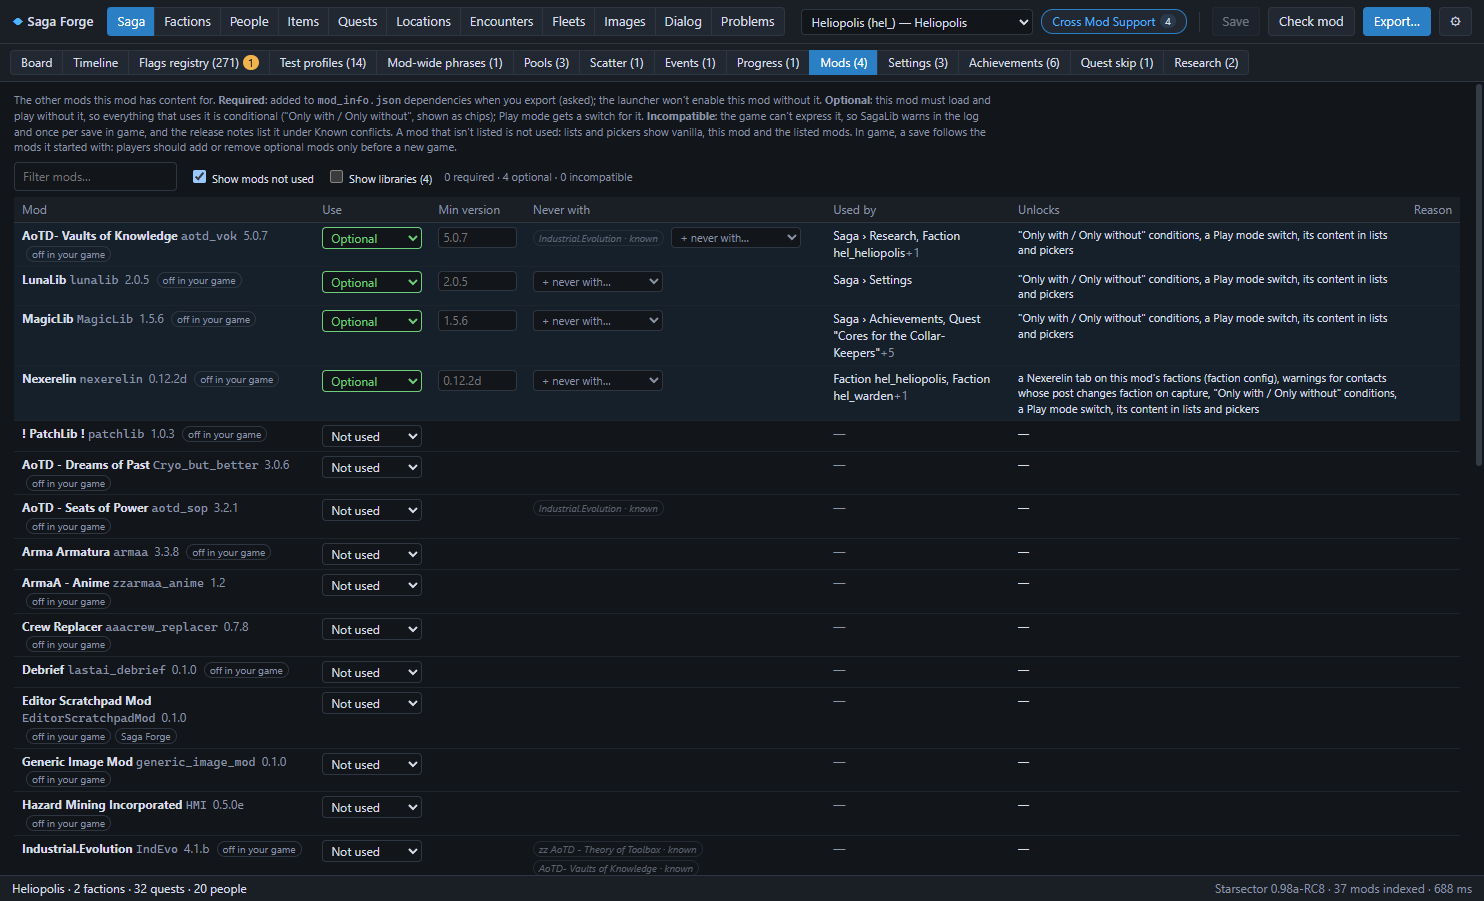 Saga Forge Saga Factions People Items Quests Locations Encounters Fleets Images Dialog Problems Heliopolis (hel_) — Heliopolis Cross Mod Support 4 Save Check mod Export...
Board Timeline Flags registry (271) 1 Test profiles (14) Mod-wide phrases (1) Pools (3) Scatter (1) Events (1) Progress (1) Mods (4) Settings (3) Achievements (6) Quest skip (1) Research (2)
The other mods this mod has content for. Required: added to mod_info.json dependencies when you export (asked); the launcher won't enable this mod without it. Optional: this mod must load and
play without it, so everything that uses it is conditional ("Only with / Only without", shown as chips); Play mode gets a switch for it. Incompatible: the game can't express it, so SagaLib warns in the log
and once per save in game, and the release notes list it under Known conflicts. A mod that isn't listed is not used: lists and pickers show vanilla, this mod and the listed mods. In game, a save follows the
mods it started with: players should add or remove optional mods only before a new game.
Filter mods... Show mods not used Show libraries (4) 0 required · 4 optional · 0 incompatible
Mod Use Min version Never with Used by Unlocks Reason
AoTD- Vaults of Knowledge aotd_vok 5.0.7 Optional 5.0.7 Industrial.Evolution · known + never with... Saga › Research, Faction "Only with / Only without" conditions, a Play mode switch, its content in lists
off in your game hel_heliopolis+1 and pickers
LunaLib lunalib 2.0.5 off in your game Optional 2.0.5 + never with... Saga › Settings "Only with / Only without" conditions, a Play mode switch, its content in lists
and pickers
MagicLib MagicLib 1.5.6 off in your game Optional 1.5.6 + never with... Saga › Achievements, Quest "Only with / Only without" conditions, a Play mode switch, its content in lists
"Cores for the Collar- and pickers
Keepers"+5
Nexerelin nexerelin 0.12.2d off in your game Optional 0.12.2d + never with... Faction hel_heliopolis, Faction a Nexerelin tab on this mod's factions (faction config), warnings for contacts
hel_warden+1 whose post changes faction on capture, "Only with / Only without" conditions,
a Play mode switch, its content in lists and pickers
! PatchLib ! patchlib 1.0.3 off in your game Not used — —
AoTD - Dreams of Past Cryo_but_better 3.0.6 Not used — —
off in your game
AoTD - Seats of Power aotd_sop 3.2.1 Not used Industrial.Evolution · known — —
off in your game
Arma Armatura armaa 3.3.8 off in your game Not used — —
ArmaA - Anime zzarmaa_anime 1.2 Not used — —
off in your game
Crew Replacer aaacrew_replacer 0.7.8 Not used — —
off in your game
Debrief lastai_debrief 0.1.0 off in your game Not used — —
Editor Scratchpad Mod Not used — —
EditorScratchpadMod 0.1.0
off in your game Saga Forge
Generic Image Mod generic_image_mod 0.1.0 Not used — —
off in your game
Hazard Mining Incorporated HMI 0.5.0e Not used — —
off in your game
Industrial.Evolution IndEvo 4.1.b off in your game Not used zz AoTD - Theory of Toolbox · known — —
AoTD- Vaults of Knowledge · known
Heliopolis · 2 factions · 32 quests · 20 people Starsector 0.98a-RC8 · 37 mods indexed · 688 ms